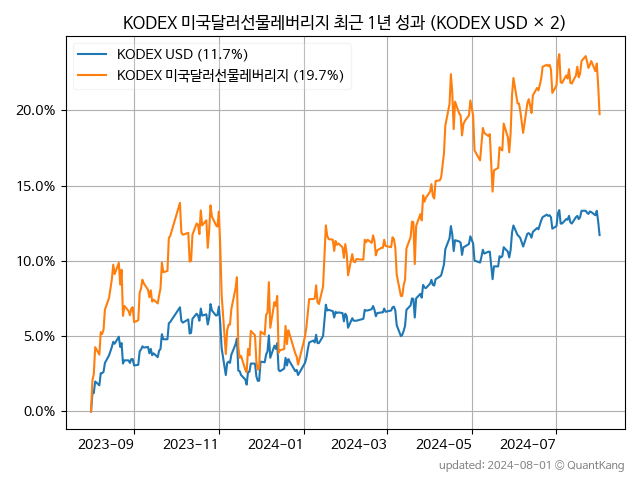 KODEX 미국달러선물레버리지 최근 1년 성과 (KODEX USD × 2)
KODEX USD (11.7%)
KODEX 미국달러선물레버리지 (19.7%)
20.0%
15.0%
10.0%
5.0%
0.0%
2023-09 2023-11 2024-01 2024-03 2024-05 2024-07
updated: 2024-08-01 © QuantKang